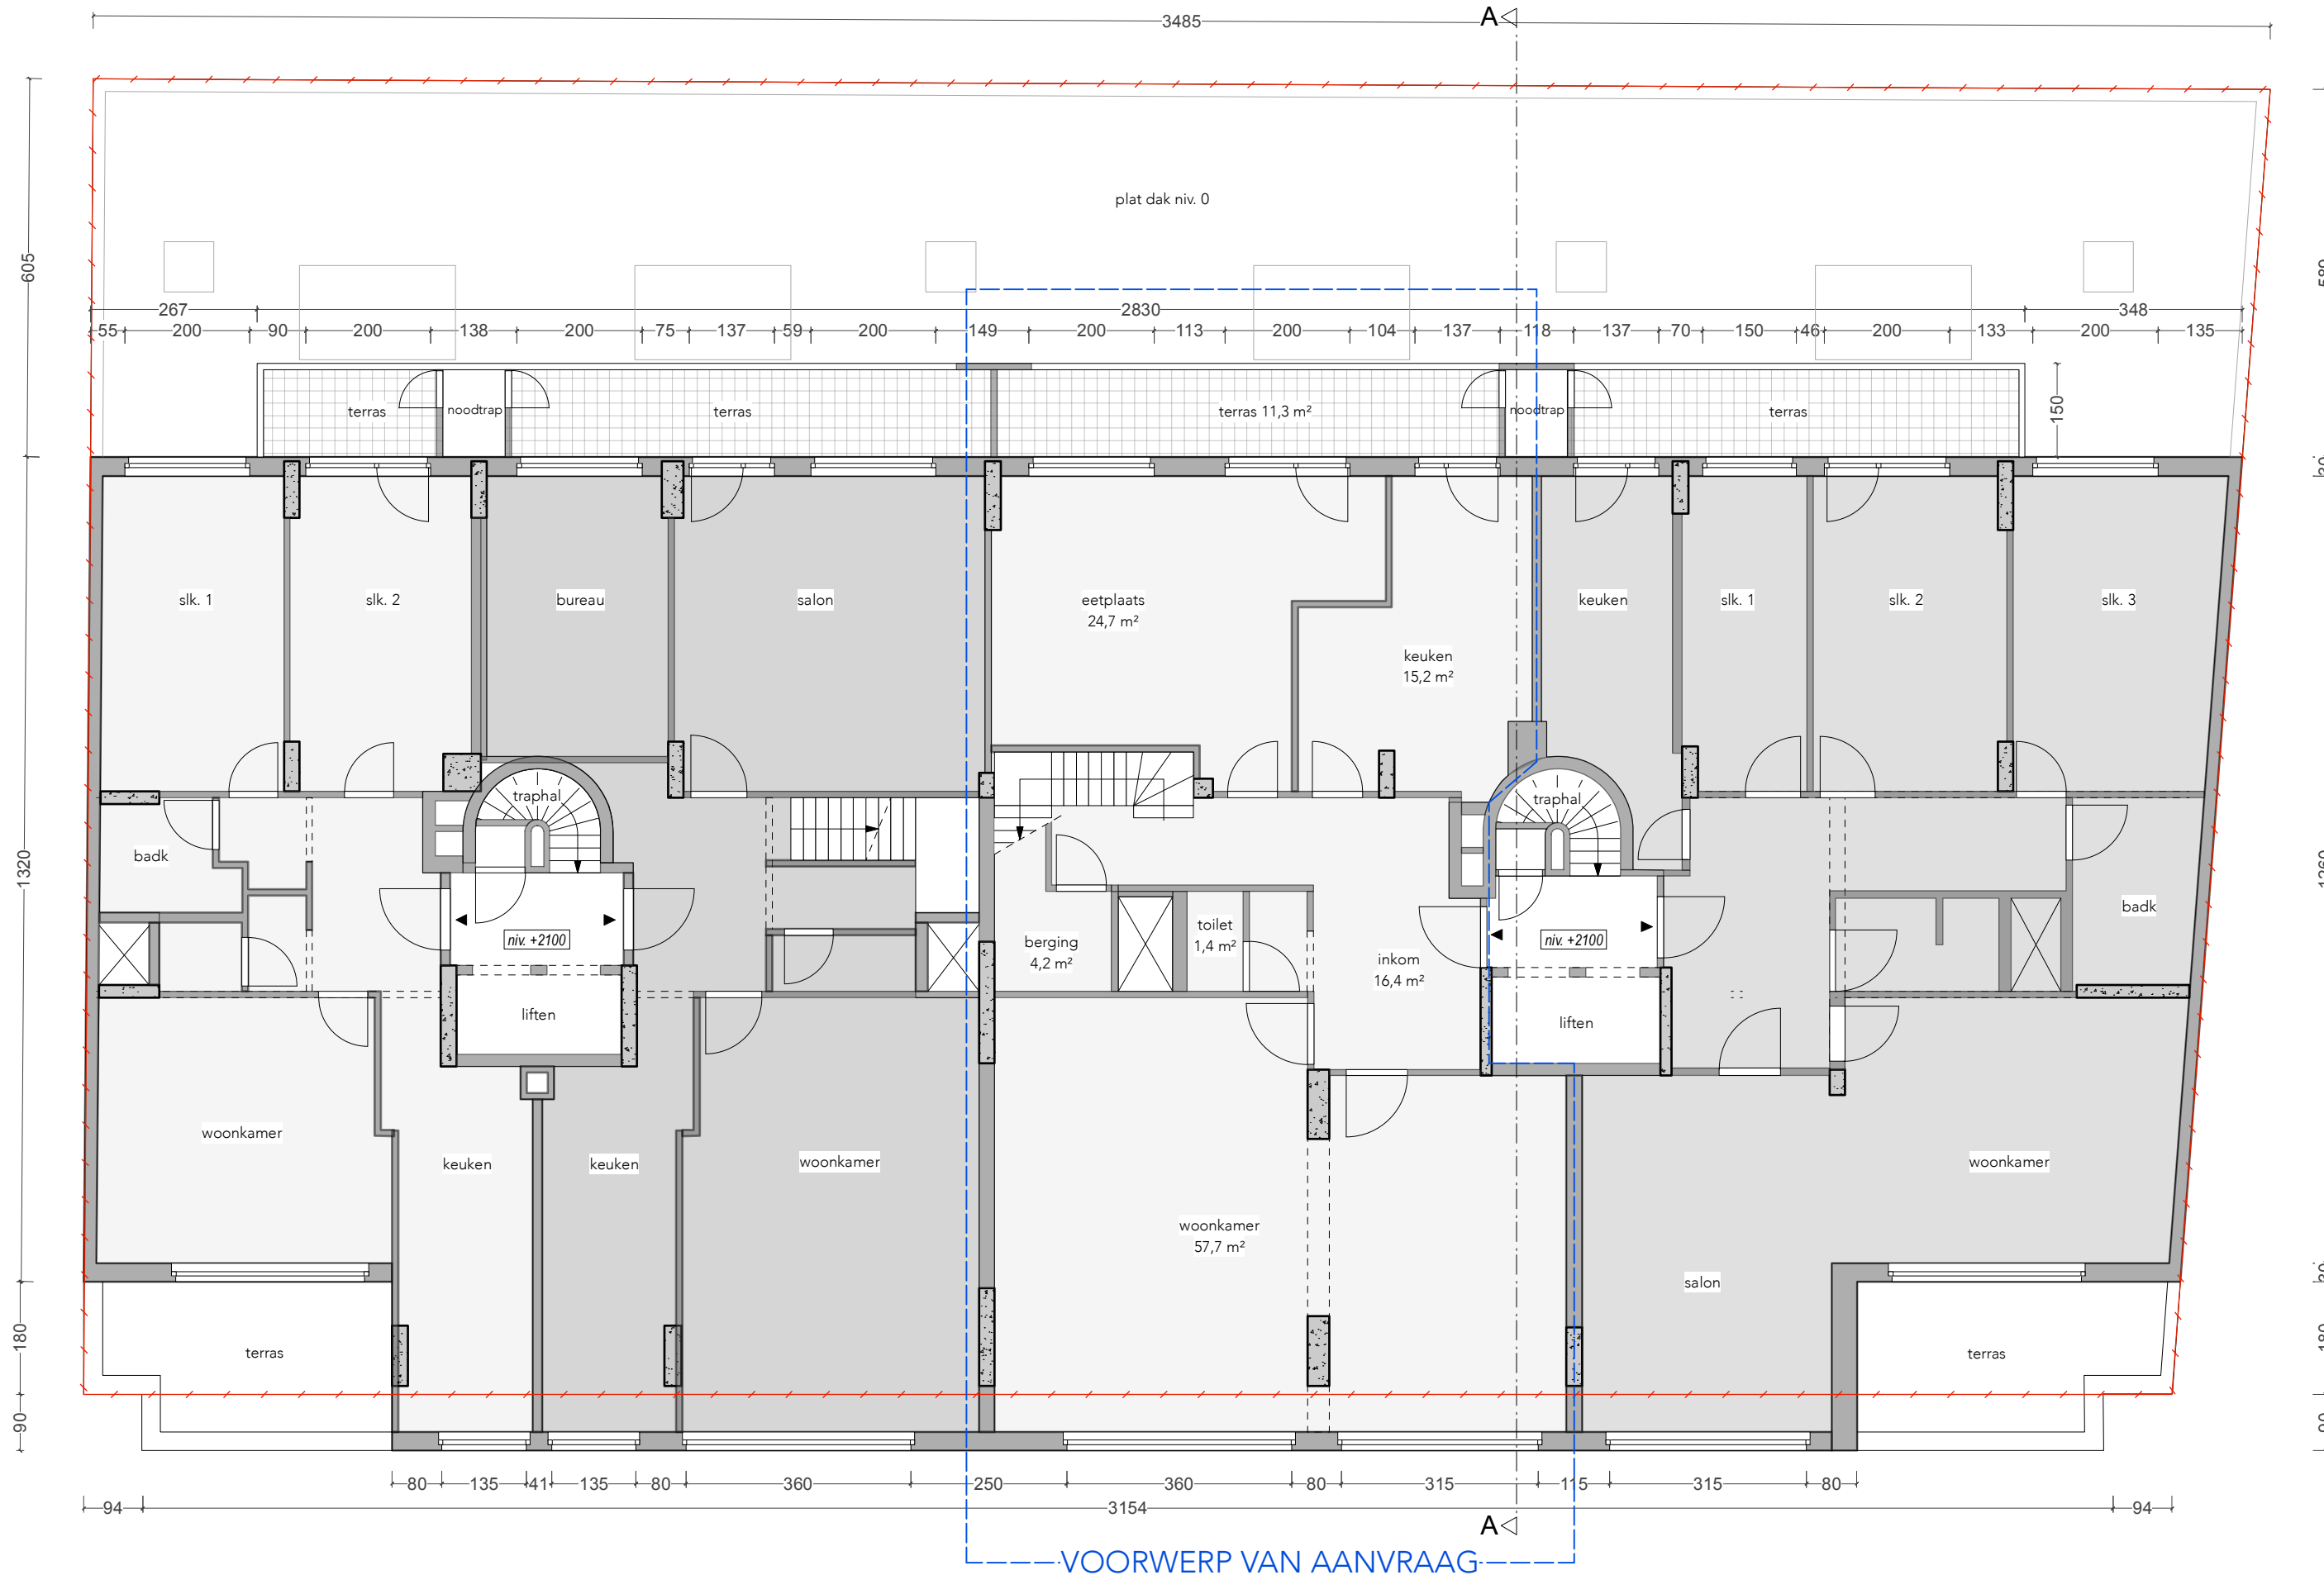 A
3485
plat dak niv. 0
605
267
2830
348
55 200 90 200 138 200 75 137 59 200 149 200 113 200 104 137 118 137 70 150 46 200 133 200 135
terras
noodtrap
terras
terras 11,3 m²
noodtrap
terras
150
slk. 1
slk. 2
bureau
salon
eetplaats
24,7 m²
keuken
15,2 m²
keuken
slk. 1
slk. 2
slk. 3
traphal
traphal
badk
1320
badk
niv. +2100
berging
4,2 m²
toilet
1,4 m²
inkom
16,4 m²
niv. +2100
liften
liften
woonkamer
keuken
keuken
woonkamer
woonkamer
woonkamer
57,7 m²
salon
180
terras
terras
90
80 135 41 135 80 360 250 360 80 315 115 315 80
94
3154
94
A
VOORWERP VAN AANVRAAG